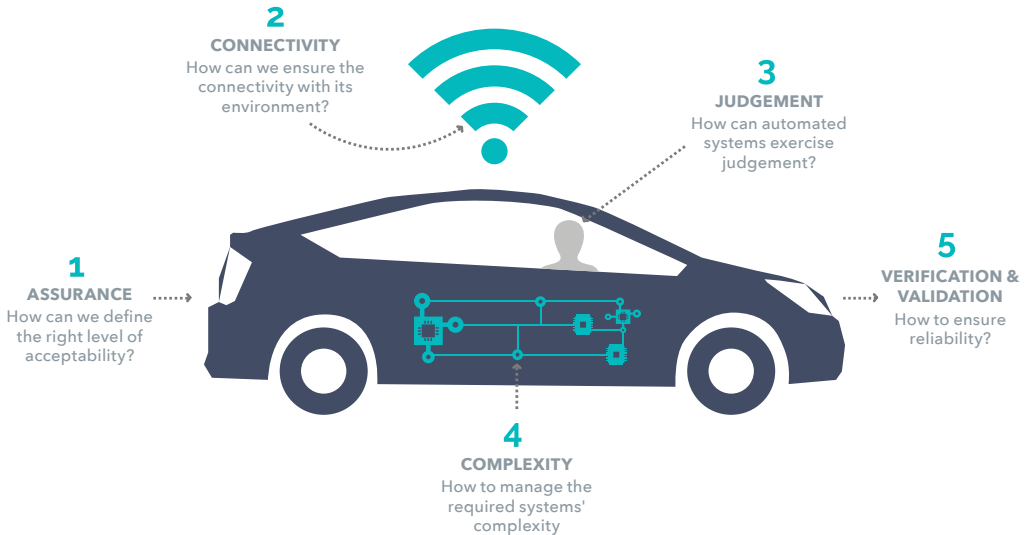 1
ASSURANCE
How can we define
the right level of
acceptability?
2
CONNECTIVITY
How can we ensure the
connectivity with its
environment?
3
JUDGEMENT
How can automated
systems exercise
judgement?
4
COMPLEXITY
How to manage the
required systems'
complexity
5
VERIFICATION &
VALIDATION
How to ensure
reliability?